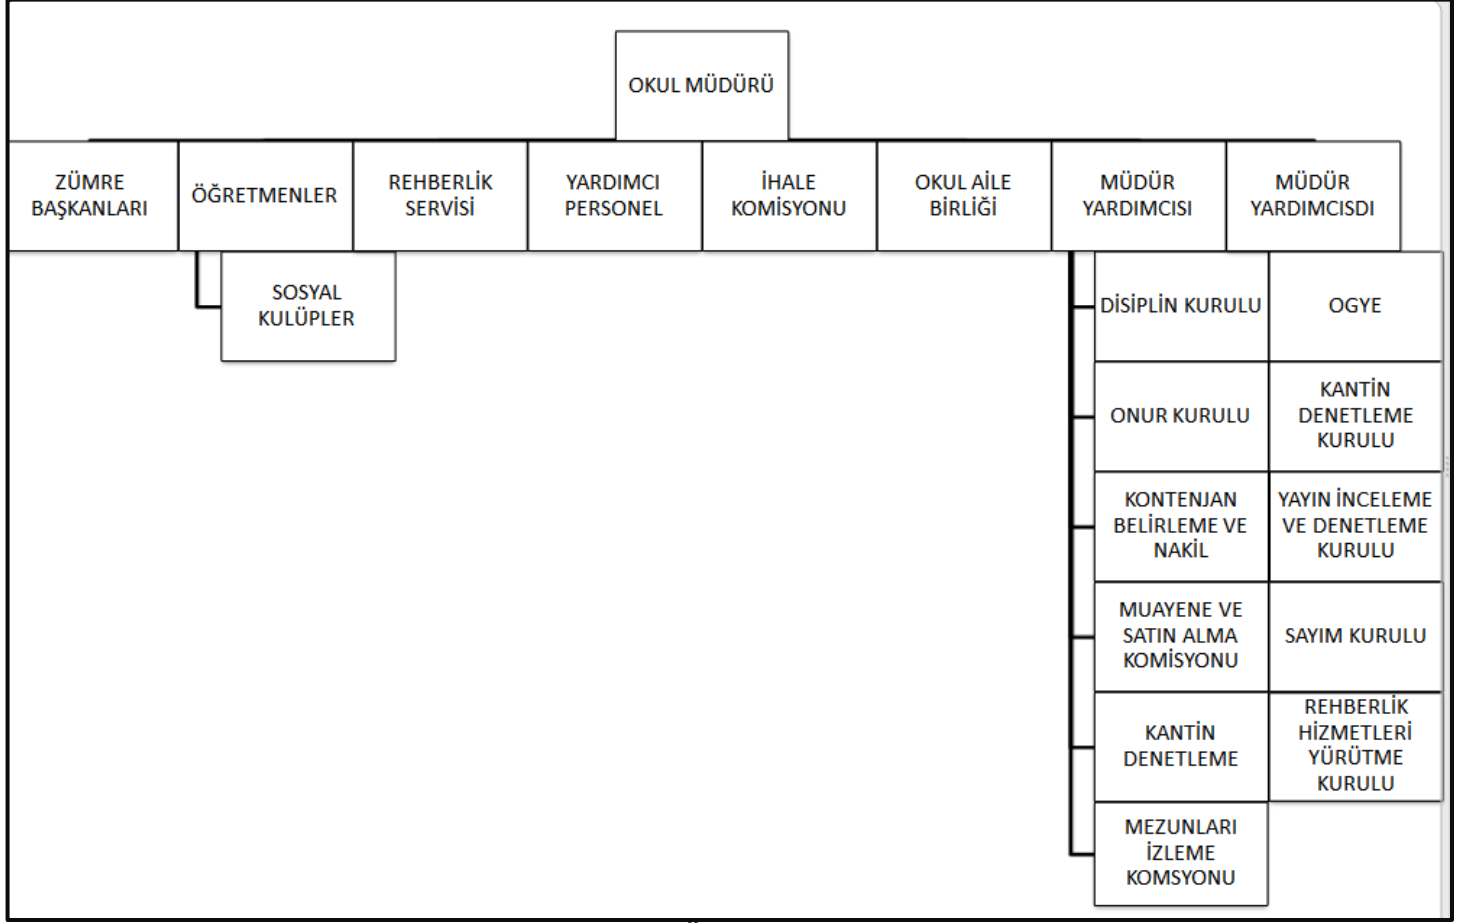 OKUL MÜDÜRÜ
ZÜMRE
BAŞKANLARI
ÖĞRETMENLER
REHBERLİK
SERVİSİ
YARDIMCI
PERSONEL
İHALE
KOMİSYONU
OKUL AİLE
BİRLİĞİ
MÜDÜR
YARDIMCISI
MÜDÜR
YARDIMCISDI
SOSYAL
KULÜPLER
DİSİPLİN KURULU
ONUR KURULU
KONTENJAN
BELİRLEME VE
NAKİL
MUAYENE VE
SATIN ALMA
KOMİSYONU
KANTİN
DENETLEME
MEZUNLARI
İZLEME
KOMSYONU
OGYE
KANTİN
DENETLEME
KURULU
YAYIN İNCELEME
VE DENETLEME
KURULU
SAYIM KURULU
REHBERLİK
HİZMETLERİ
YÜRÜTME
KURULU